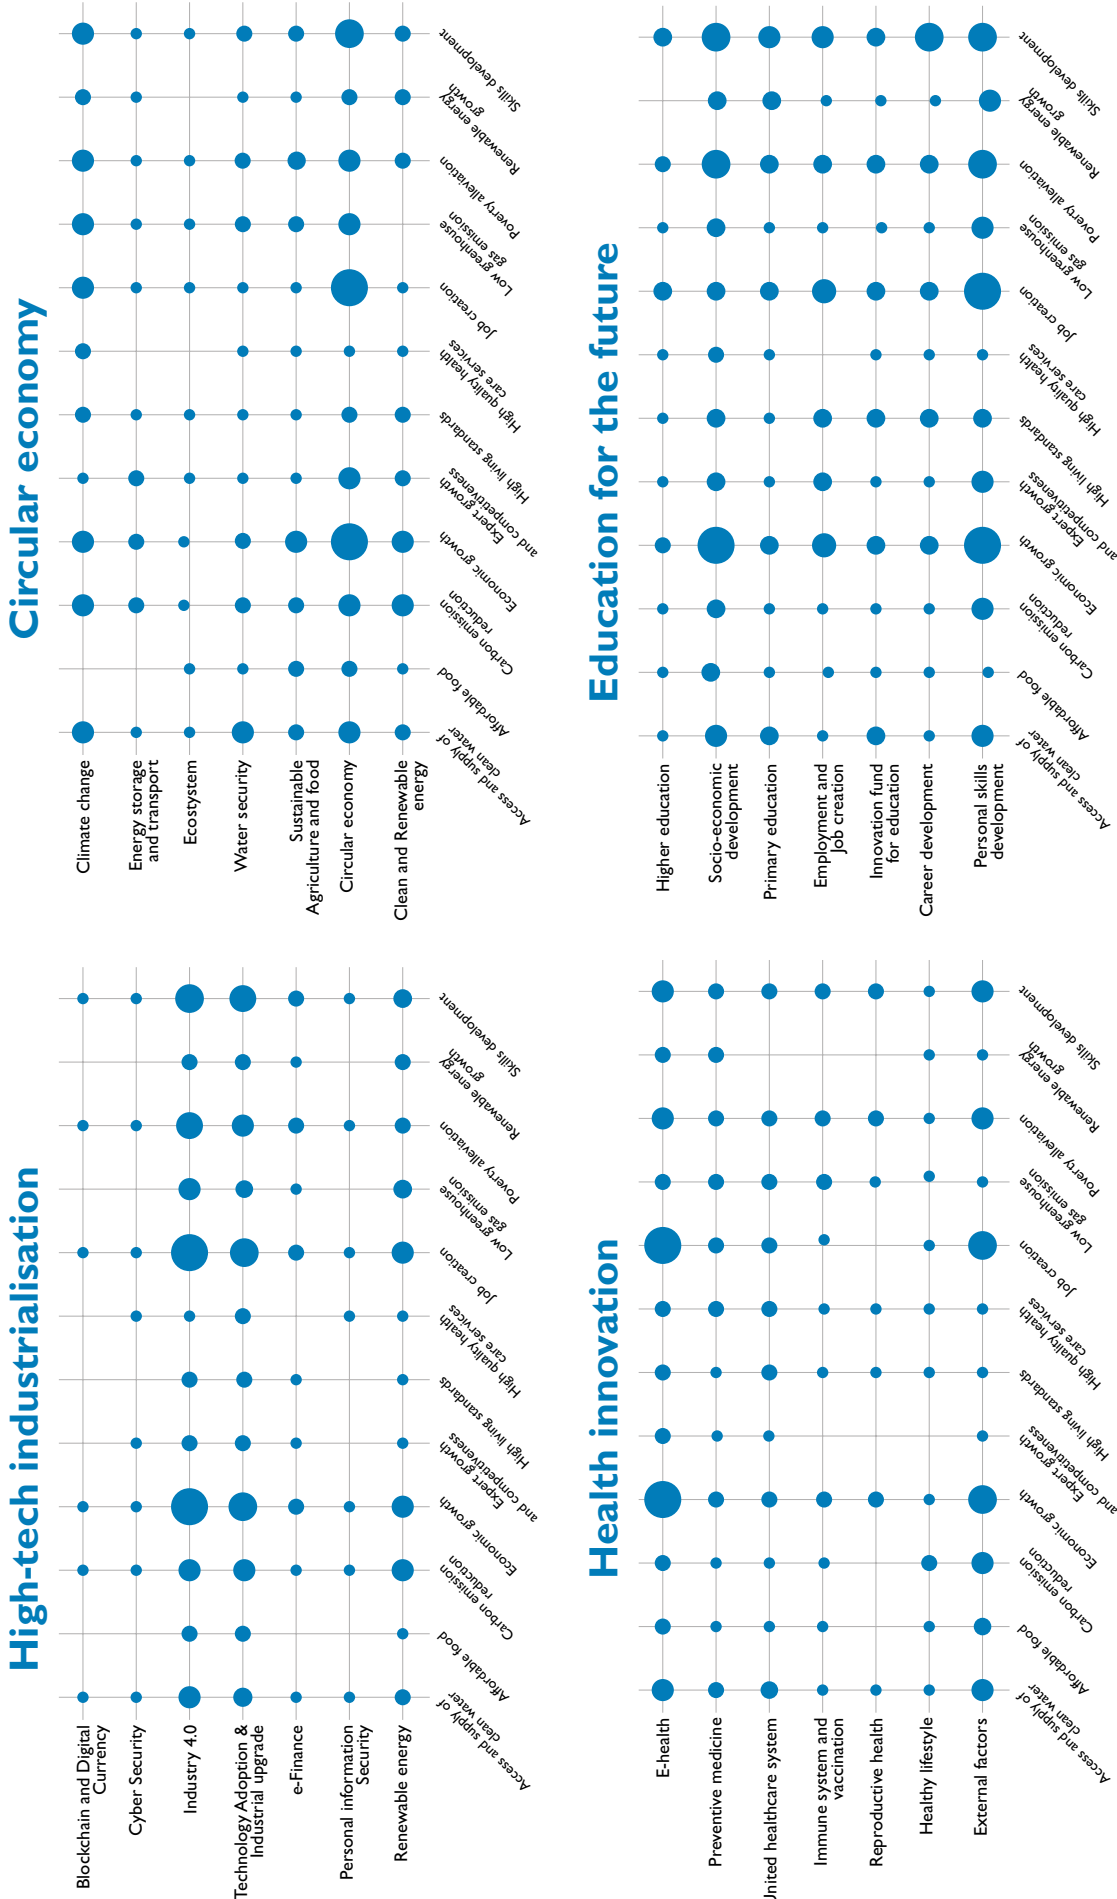 High-tech industrialisation
Blockchain and Digital
Currency
Cyber Security
Industry 4.0
Technology Adoption &
Industrial upgrade
e-Finance
Personal information
Security
Renewable energy
Access and supply of
clean water
Affordable food
Carbon emission
reduction
Economic growth
Expert growth
and competitiveness
High living standards
High quality health
care services
Job creation
Low greenhouse
gas emission
Poverty alleviation
Renewable energy
growth
Skills development
Circular economy
Climate change
Energy storage
and transport
Ecostystem
Water security
Sustainable
Agriculture and food
Circular economy
Clean and Renewable
energy
Access and supply of
clean water
Affordable food
Carbon emission
reduction
Economic growth
Expert growth
and competitiveness
High living standards
High quality health
care services
Job creation
Low greenhouse
gas emission
Poverty alleviation
Renewable energy
growth
Skills development
Health innovation
E-health
Preventive medicine
United healthcare system
Immune system and
vaccination
Reproductive health
Healthy lifestyle
External factors
Access and supply of
clean water
Affordable food
Carbon emission
reduction
Economic growth
Expert growth
and competitiveness
High living standards
High quality health
care services
Job creation
Low greenhouse
gas emission
Poverty alleviation
Renewable energy
growth
Skills development
Education for the future
Higher education
Socio-economic
development
Primary education
Employment and
Job creation
Innovation fund
for education
Career development
Personal skills
development
Access and supply of
clean water
Affordable food
Carbon emission
reduction
Economic growth
Expert growth
and competitiveness
High living standards
High quality health
care services
Job creation
Low greenhouse
gas emission
Poverty alleviation
Renewable energy
growth
Skills development